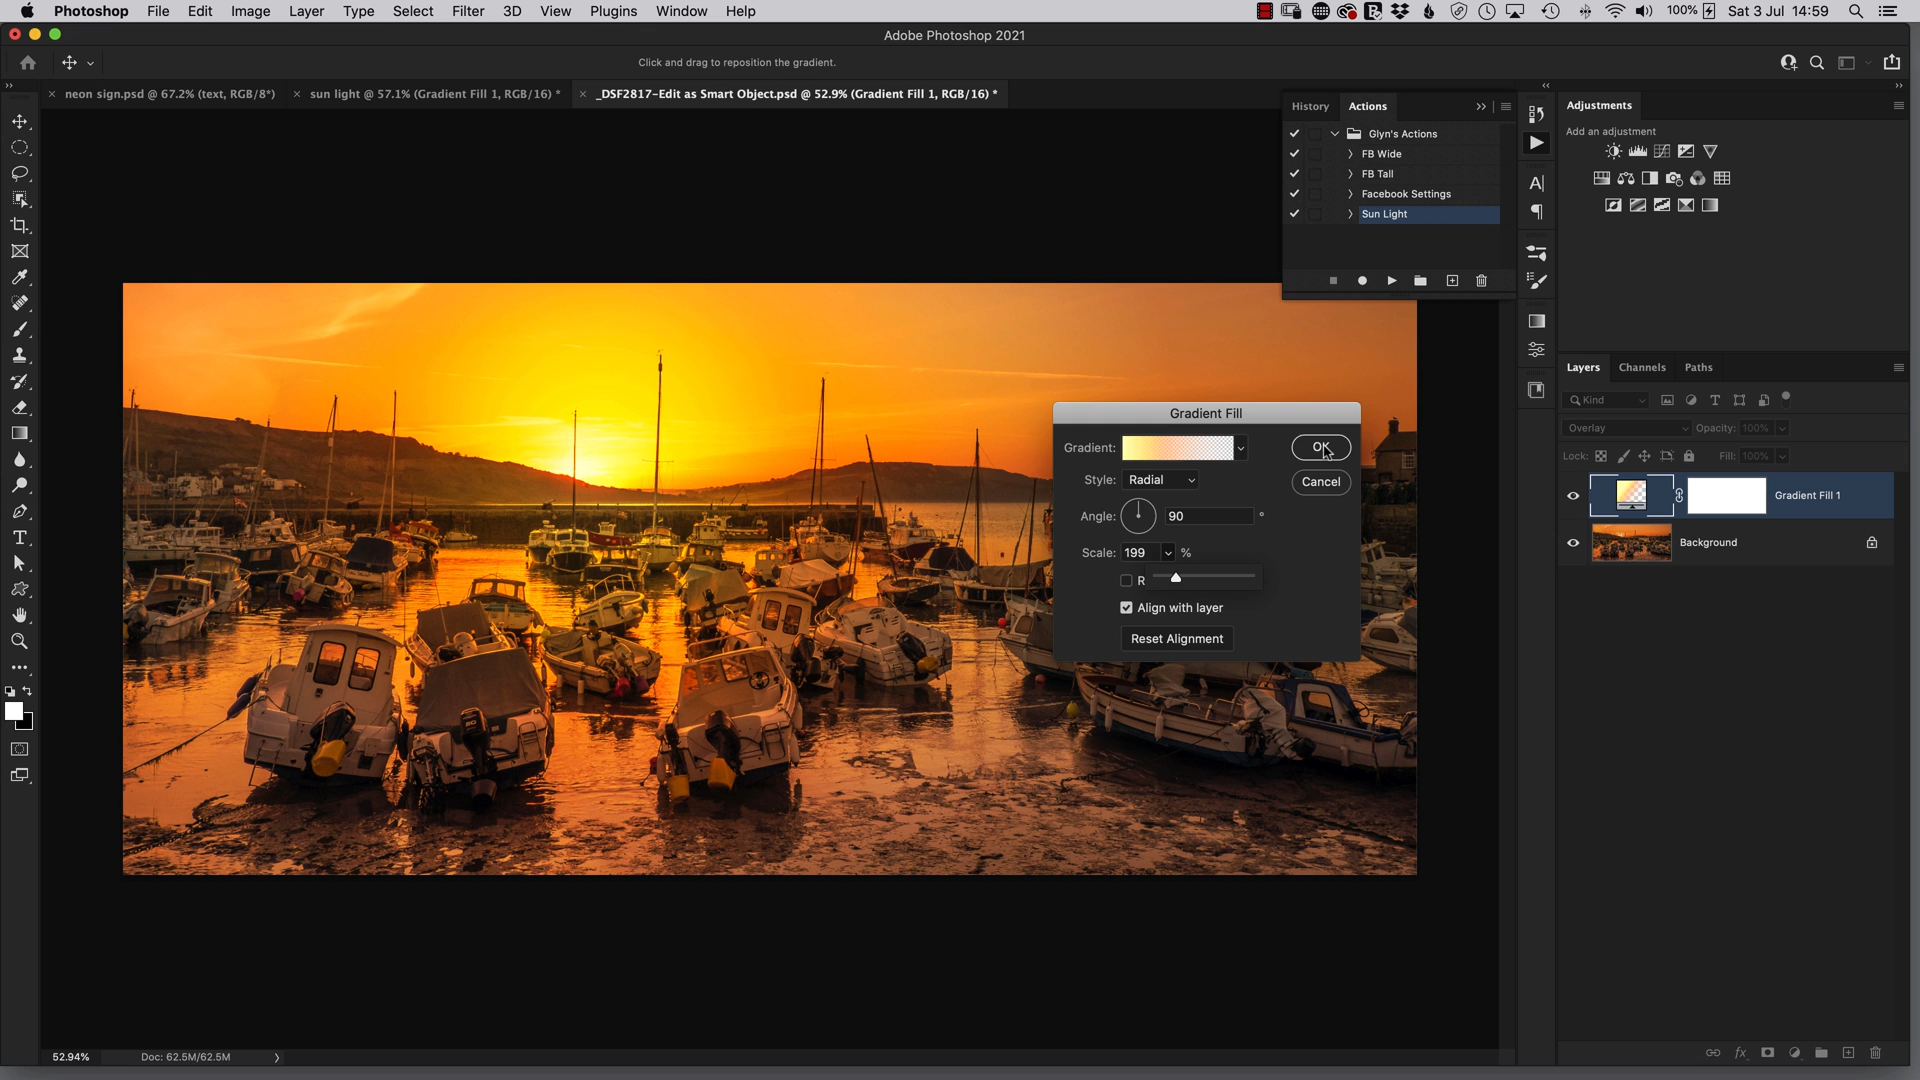 Photoshop File Edit Image Layer Type Select Filter 3D View Plugins Window Help 100% Sat 3 Jul 14:59
Adobe Photoshop 2021
Click and drag to reposition the gradient.
neon sign.psd @ 67.2% (text, RGB/8*) sun light @ 57.1% (Gradient Fill 1, RGB/16) * _DSF2817-Edit as Smart Object.psd @ 52.9% (Gradient Fill 1, RGB/16) *
History Actions
Glyn's Actions
FB Wide
FB Tall
Facebook Settings
Sun Light
Adjustments
Add an adjustment
Layers Channels Paths
Kind
Overlay Opacity: 100%
Lock: Fill: 100%
Gradient Fill 1
Background
Gradient Fill
Gradient: OK
Style: Radial Cancel
Angle: 90 °
Scale: 199 %
R
Align with layer
Reset Alignment
52.94% Doc: 62.5M/62.5M